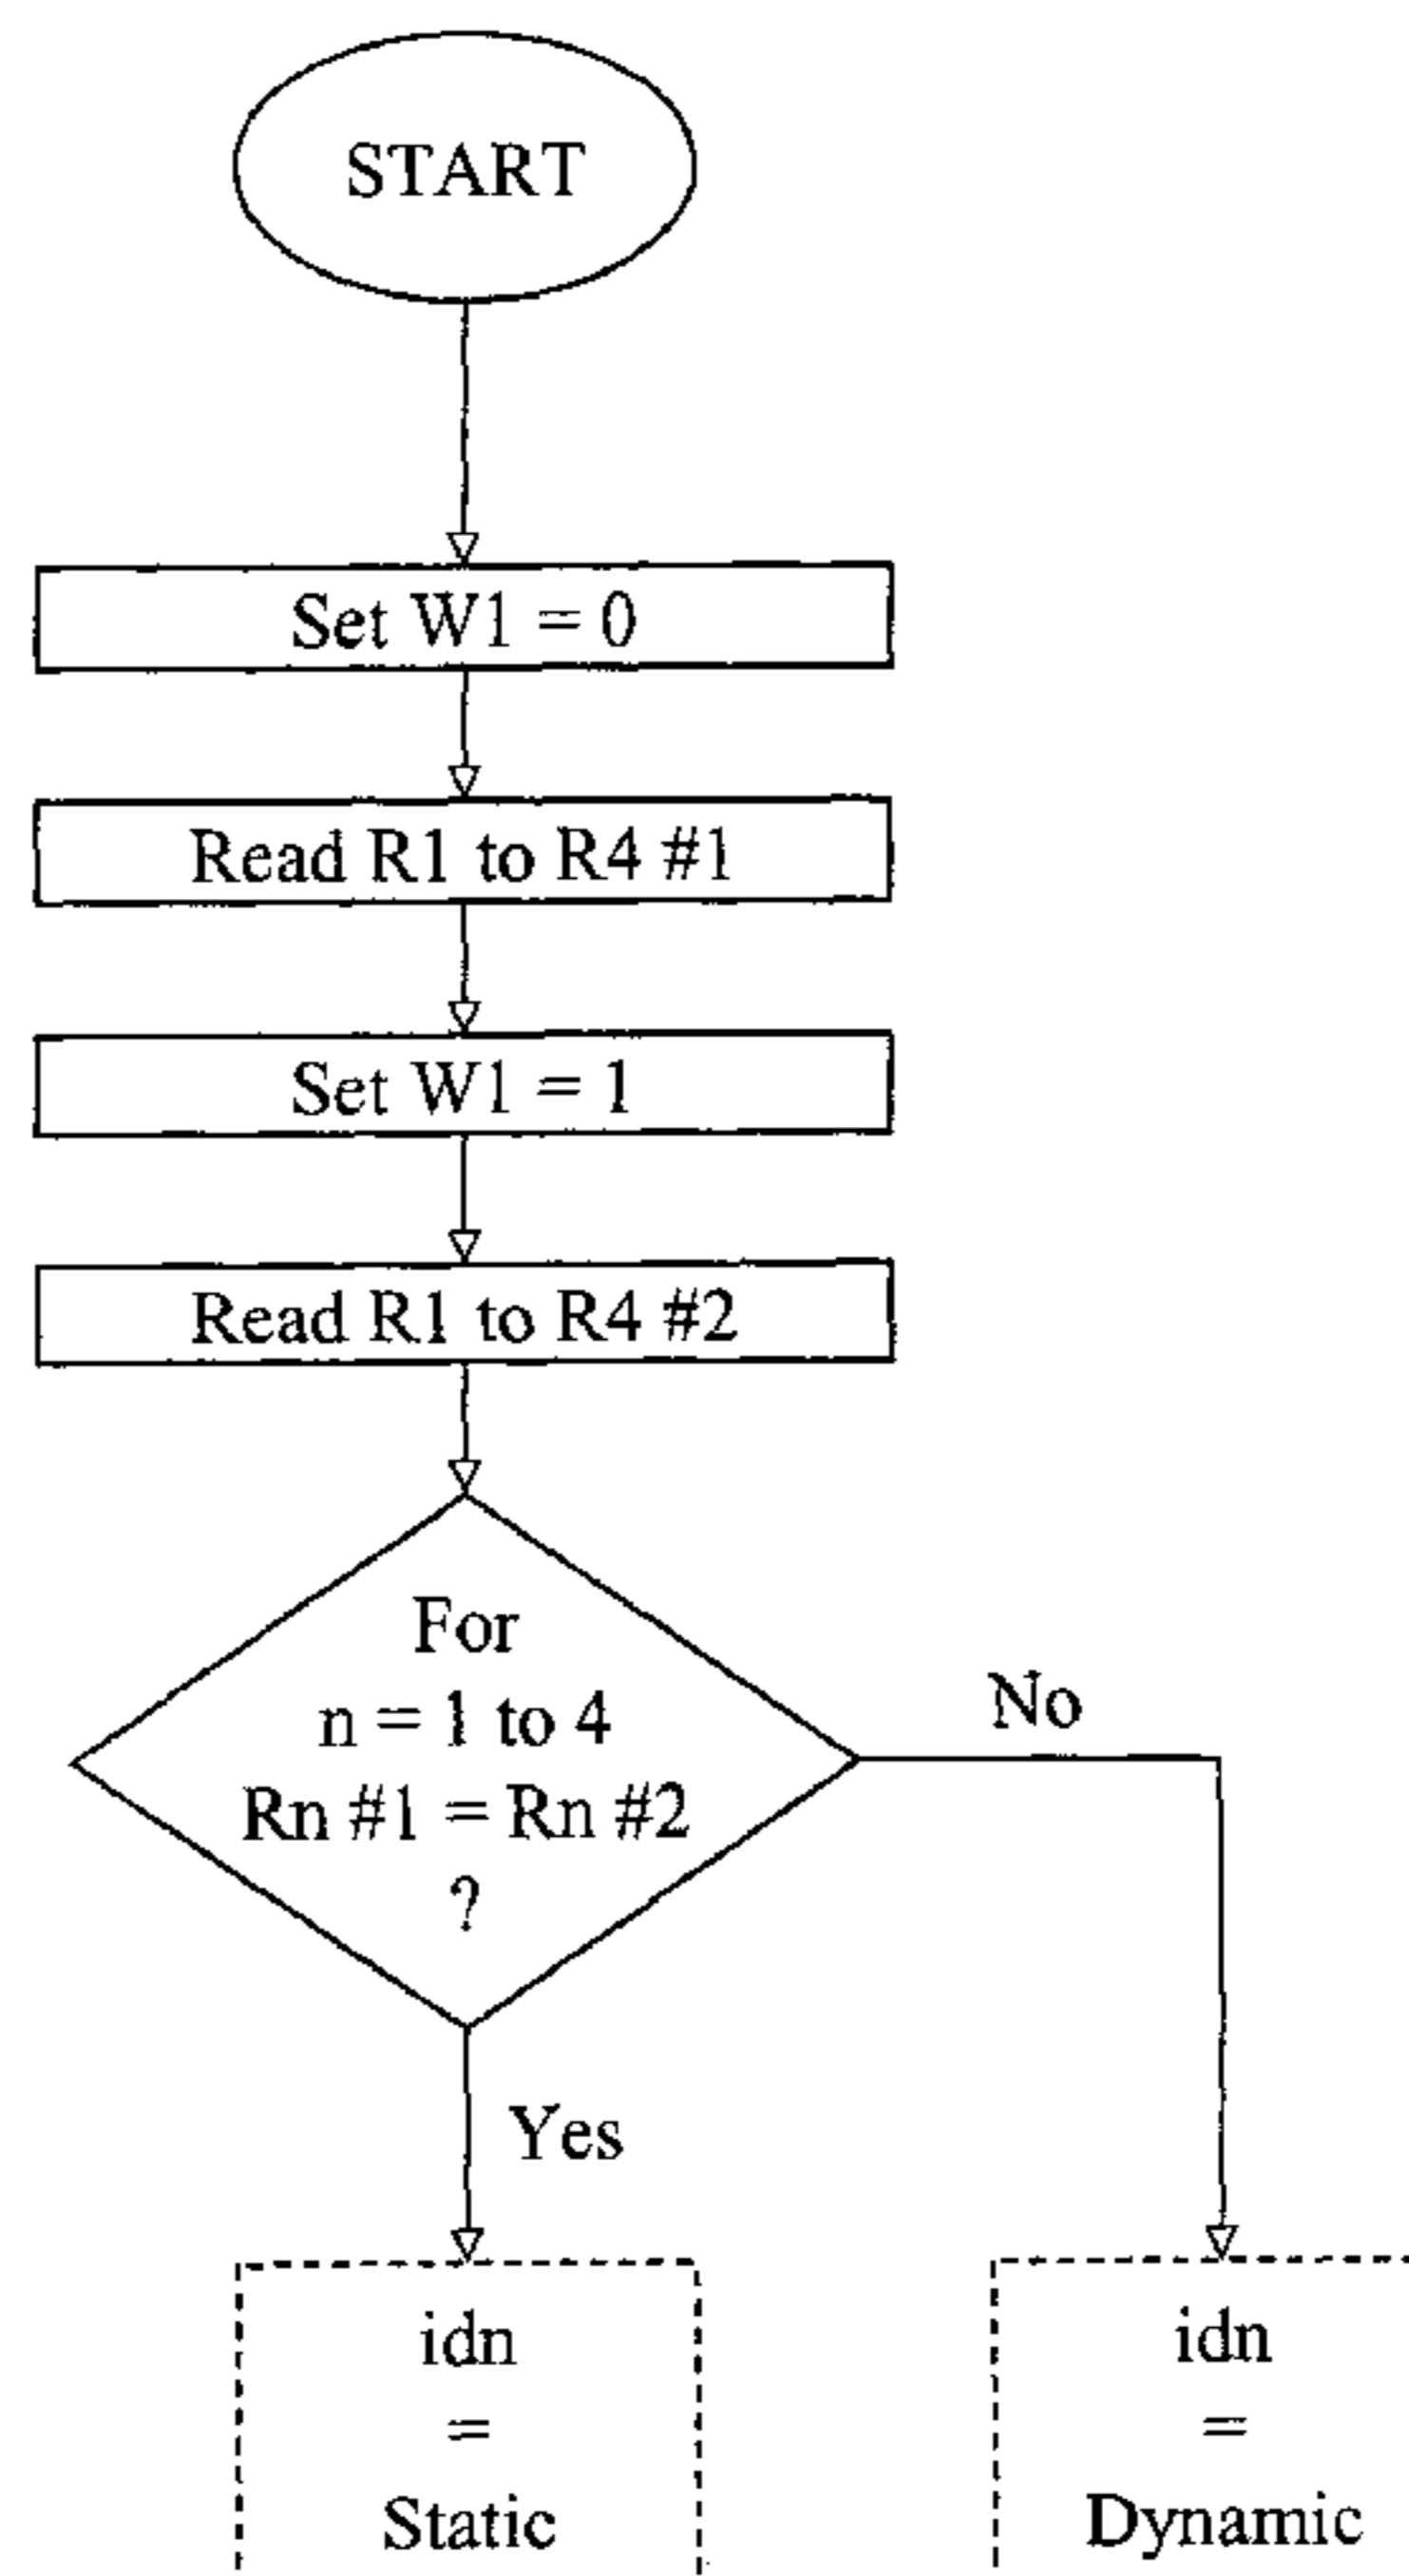 START
Set W1 = 0
Read R1 to R4 #1
Set W1 = 1
Read R1 to R4 #2
For
n = 1 to 4
Rn #1 = Rn #2
?
No
Yes
idn
=
Static
idn
=
Dynamic